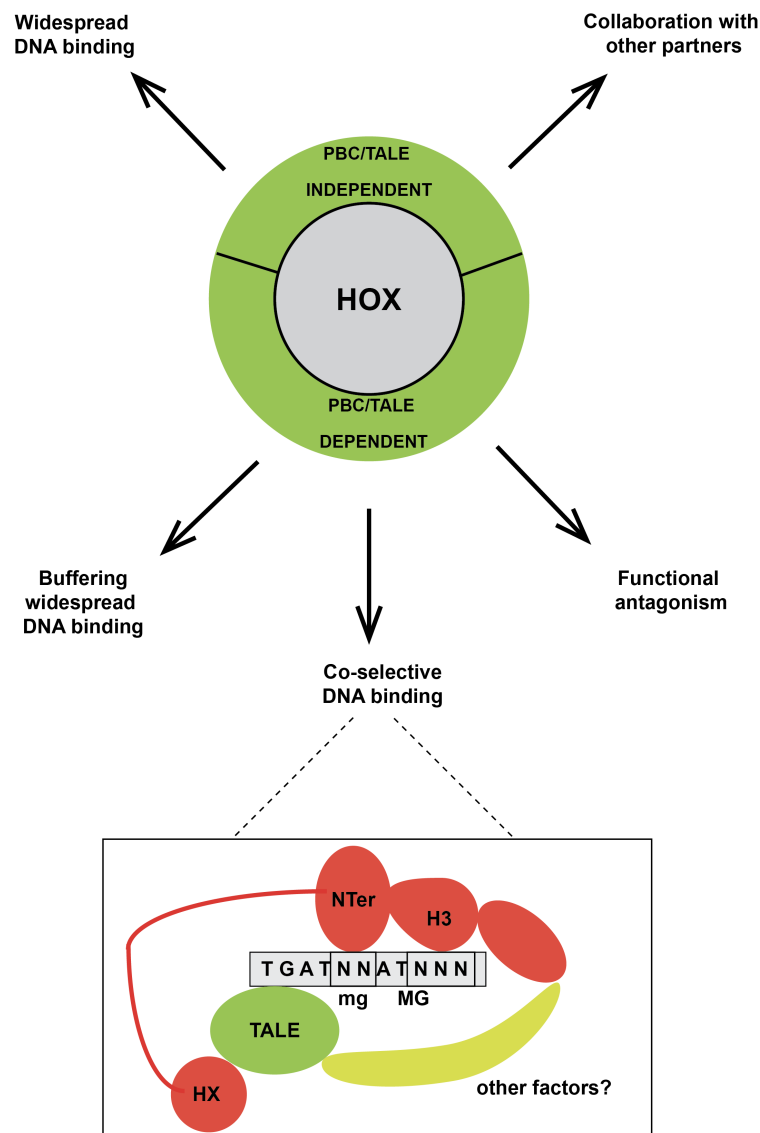 Widespread
DNA binding
Collaboration with
other partners
PBC/TALE
INDEPENDENT
HOX
PBC/TALE
DEPENDENT
Buffering
widespread
DNA binding
Functional
antagonism
Co-selective
DNA binding
NTer
H3
T G A T N N A T N N N
mg MG
TALE
HX
other factors?